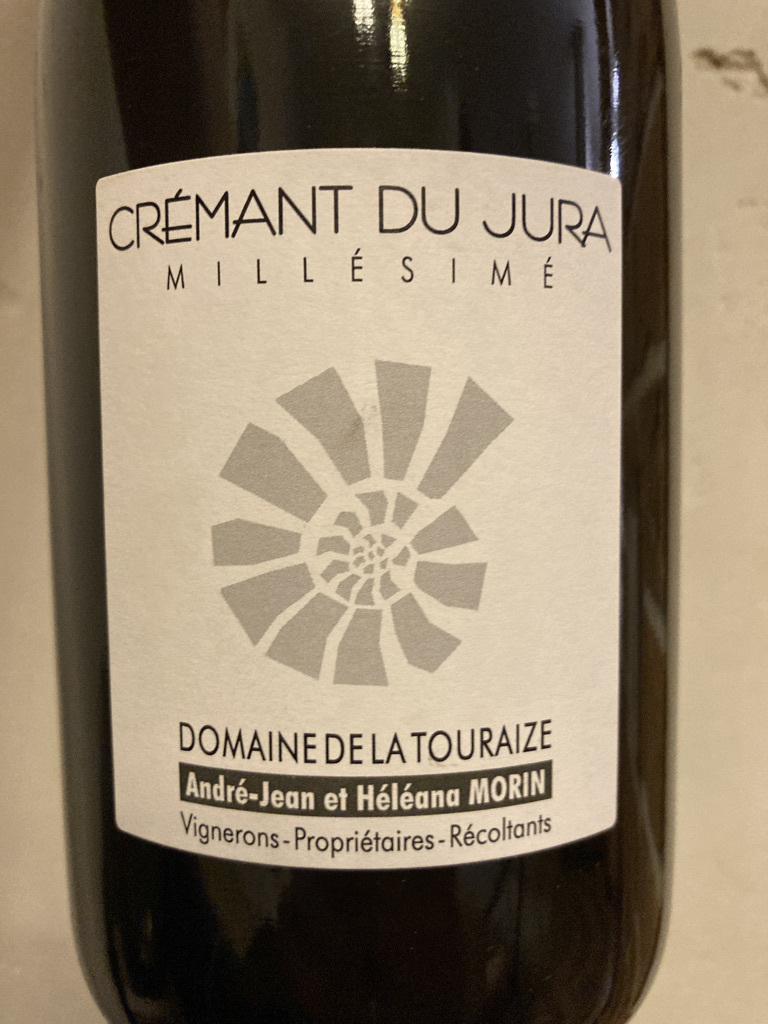 CRÉMANT DU JURA
MILLÉSIMÉ
DOMAINE DE LA TOURAIZE
André-Jean et Héléana MORIN
Vignerons-Propriétaires-Récoltants